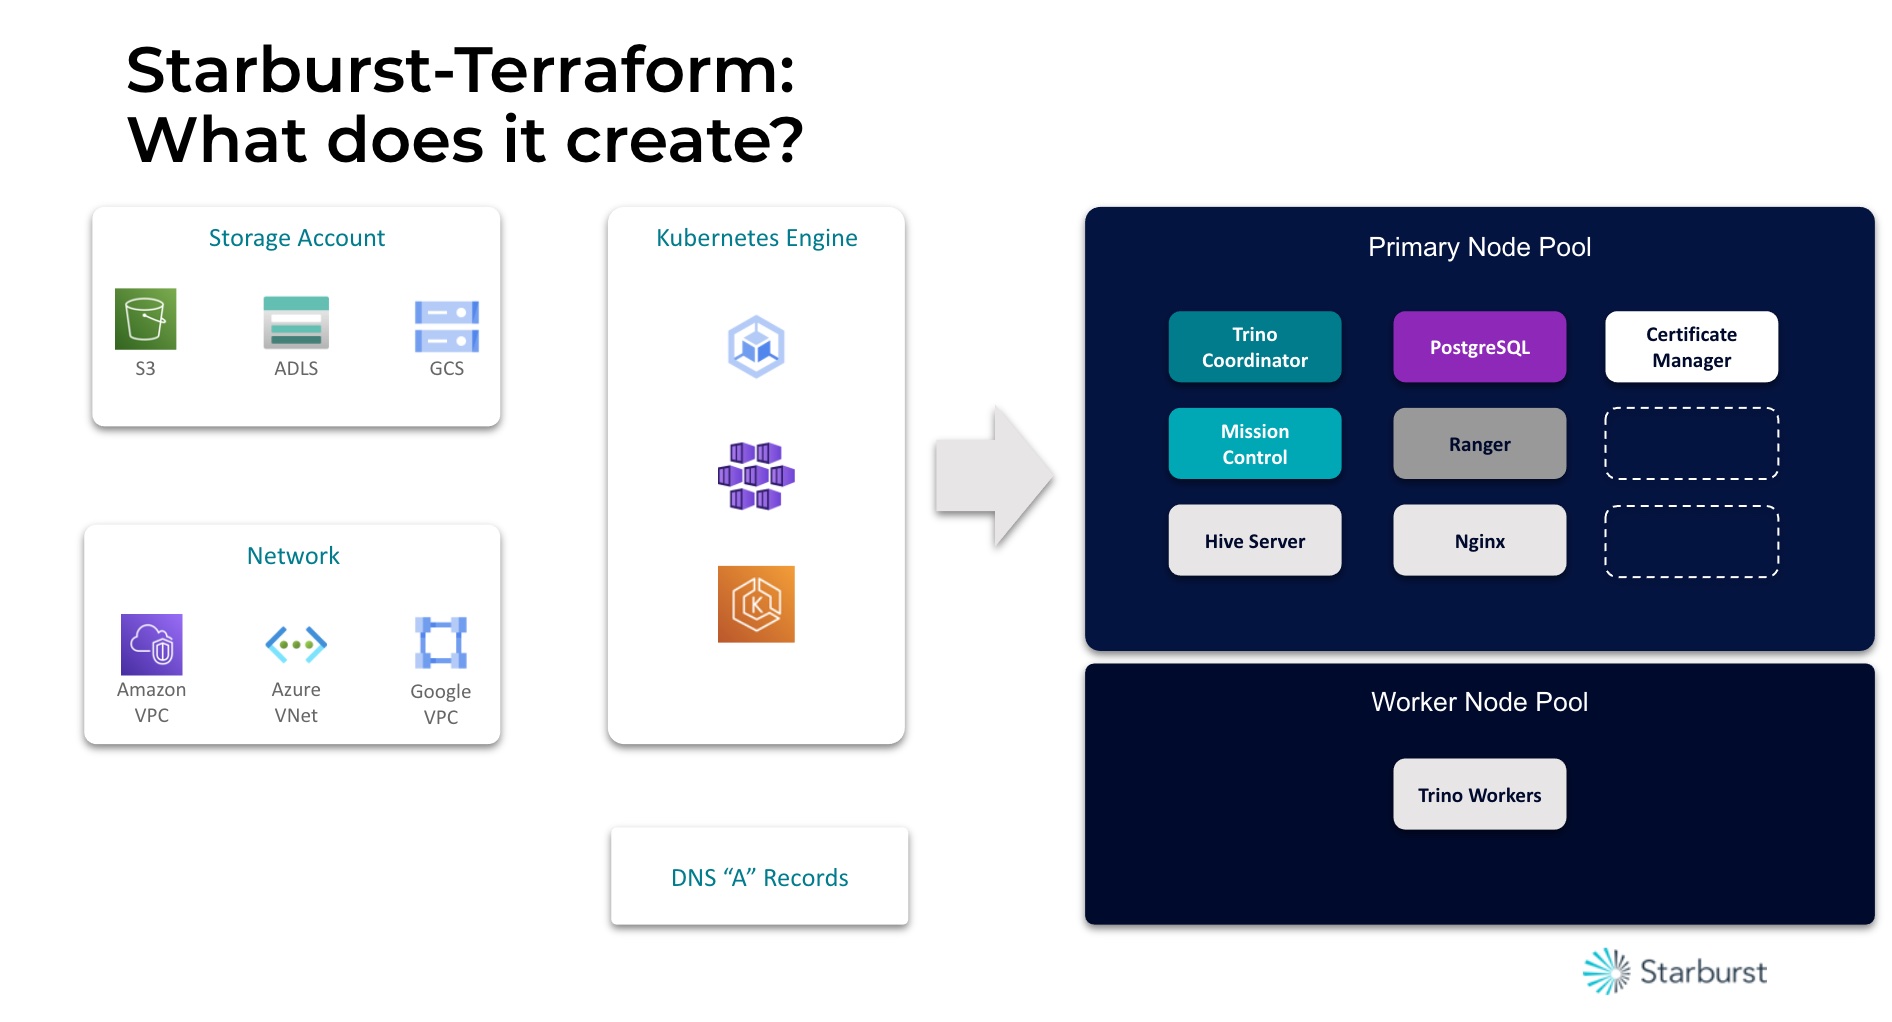 Starburst-Terraform:
What does it create?
Storage Account
S3
ADLS
GCS
Network
Amazon
VPC
Azure
VNet
Google
VPC
Kubernetes Engine
K
DNS “A” Records
Primary Node Pool
Trino
Coordinator
PostgreSQL
Certificate
Manager
Mission
Control
Ranger
Hive Server
Nginx
Worker Node Pool
Trino Workers
Starburst